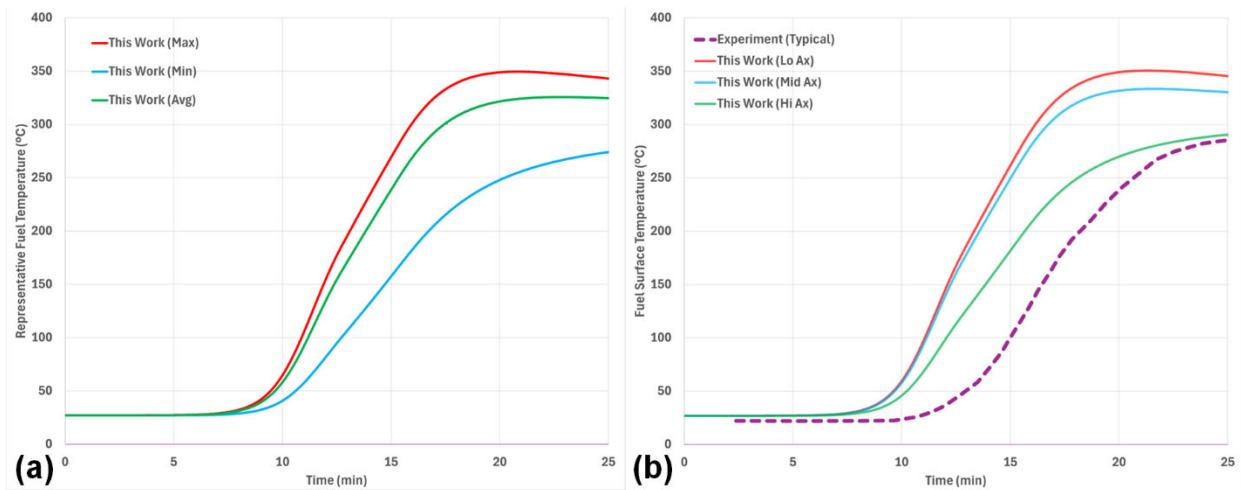 400
350
300
250
200
150
100
50
0
Representative Fuel Temperature (ºC)
This Work (Max)
This Work (Min)
This Work (Avg)
0 5 10 15 20 25
Time (min)
(a)
400
350
300
250
200
150
100
50
0
Fuel Surface Temperature (ºC)
Experiment (Typical)
This Work (Lo Ax)
This Work (Mid Ax)
This Work (Hi Ax)
0 5 10 15 20 25
Time (min)
(b)